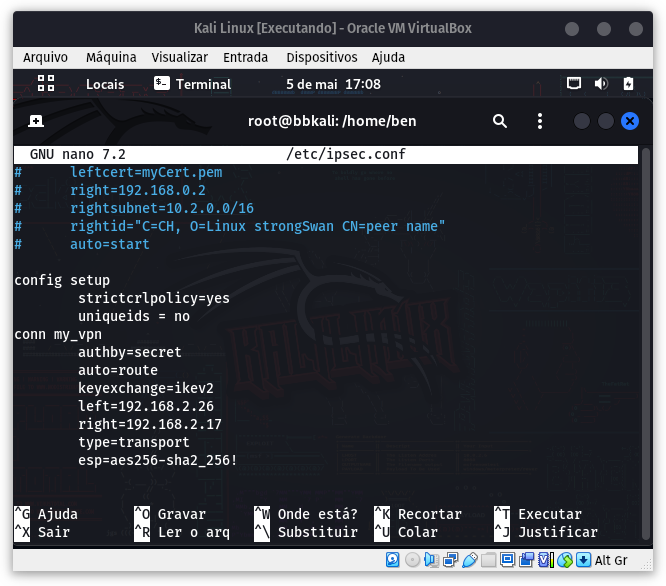 Kali Linux [Executando] - Oracle VM VirtualBox
Arquivo Máquina Visualizar Entrada Dispositivos Ajuda
Locais Terminal 5 de mai 17:08
root@bbkali: /home/ben
GNU nano 7.2 /etc/ipsec.conf
# leftcert=myCert.pem
# right=192.168.0.2
# rightsubnet=10.2.0.0/16
# rightid="C=CH, O=Linux strongSwan CN=peer name"
# auto=start
config setup
strictcrlpolicy=yes
uniqueids = no
conn my_vpn
authby=secret
auto=route
keyexchange=ikev2
left=192.168.2.26
right=192.168.2.17
type=transport
esp=aes256-sha2_256!
KALI LINUX
^G Ajuda ^O Gravar ^W Onde está? ^K Recortar ^T Executar
^X Sair ^R Ler o arq ^\ Substituir ^U Colar ^J Justificar
Alt Gr